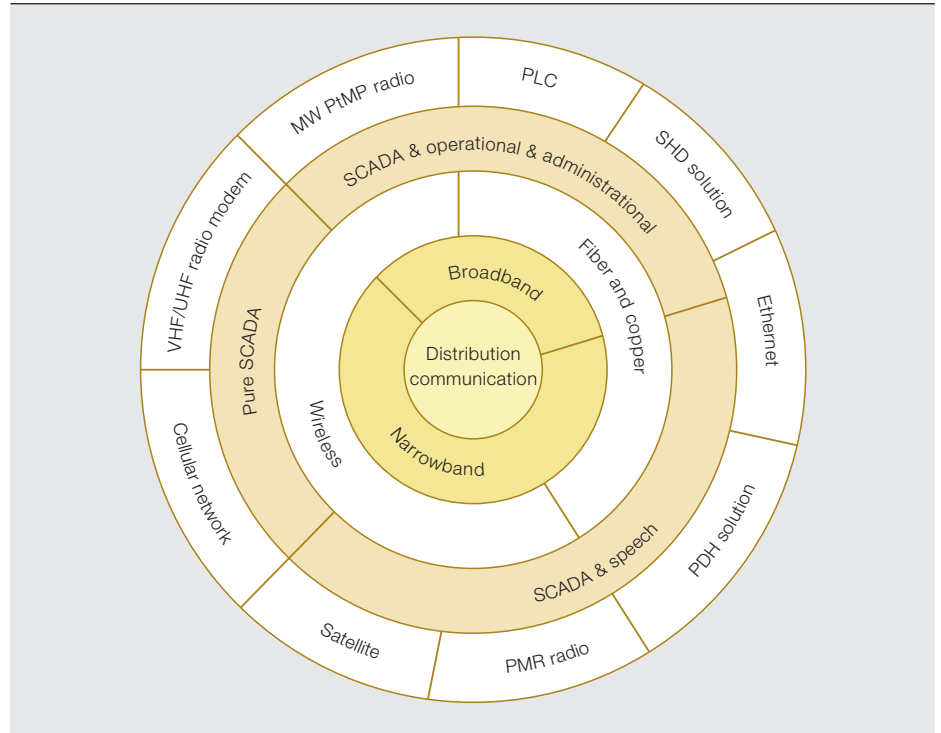 MW PtMP radio
PLC
SHD solution
Ethernet
PDH solution
PMR radio
Satellite
Cellular network
VHF/UHF radio modem
SCADA & operational & administrational
SCADA & speech
Pure SCADA
Fiber and copper
Wireless
Broadband
Narrowband
Distribution
communication